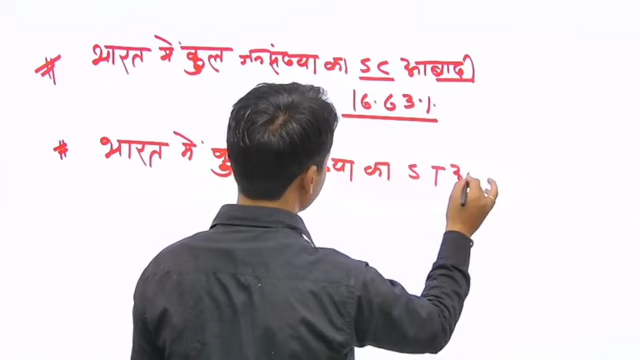 # भारत में कुल जनसंख्या का SC आबादी
16.63%
# भारत में का ST